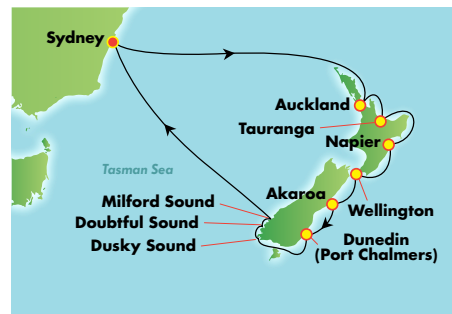 Sydney
Auckland
Tauranga
Napier
Tasman Sea
Akaroa
Milford Sound
Wellington
Doubtful Sound
Dusky Sound
Dunedin
(Port Chalmers)